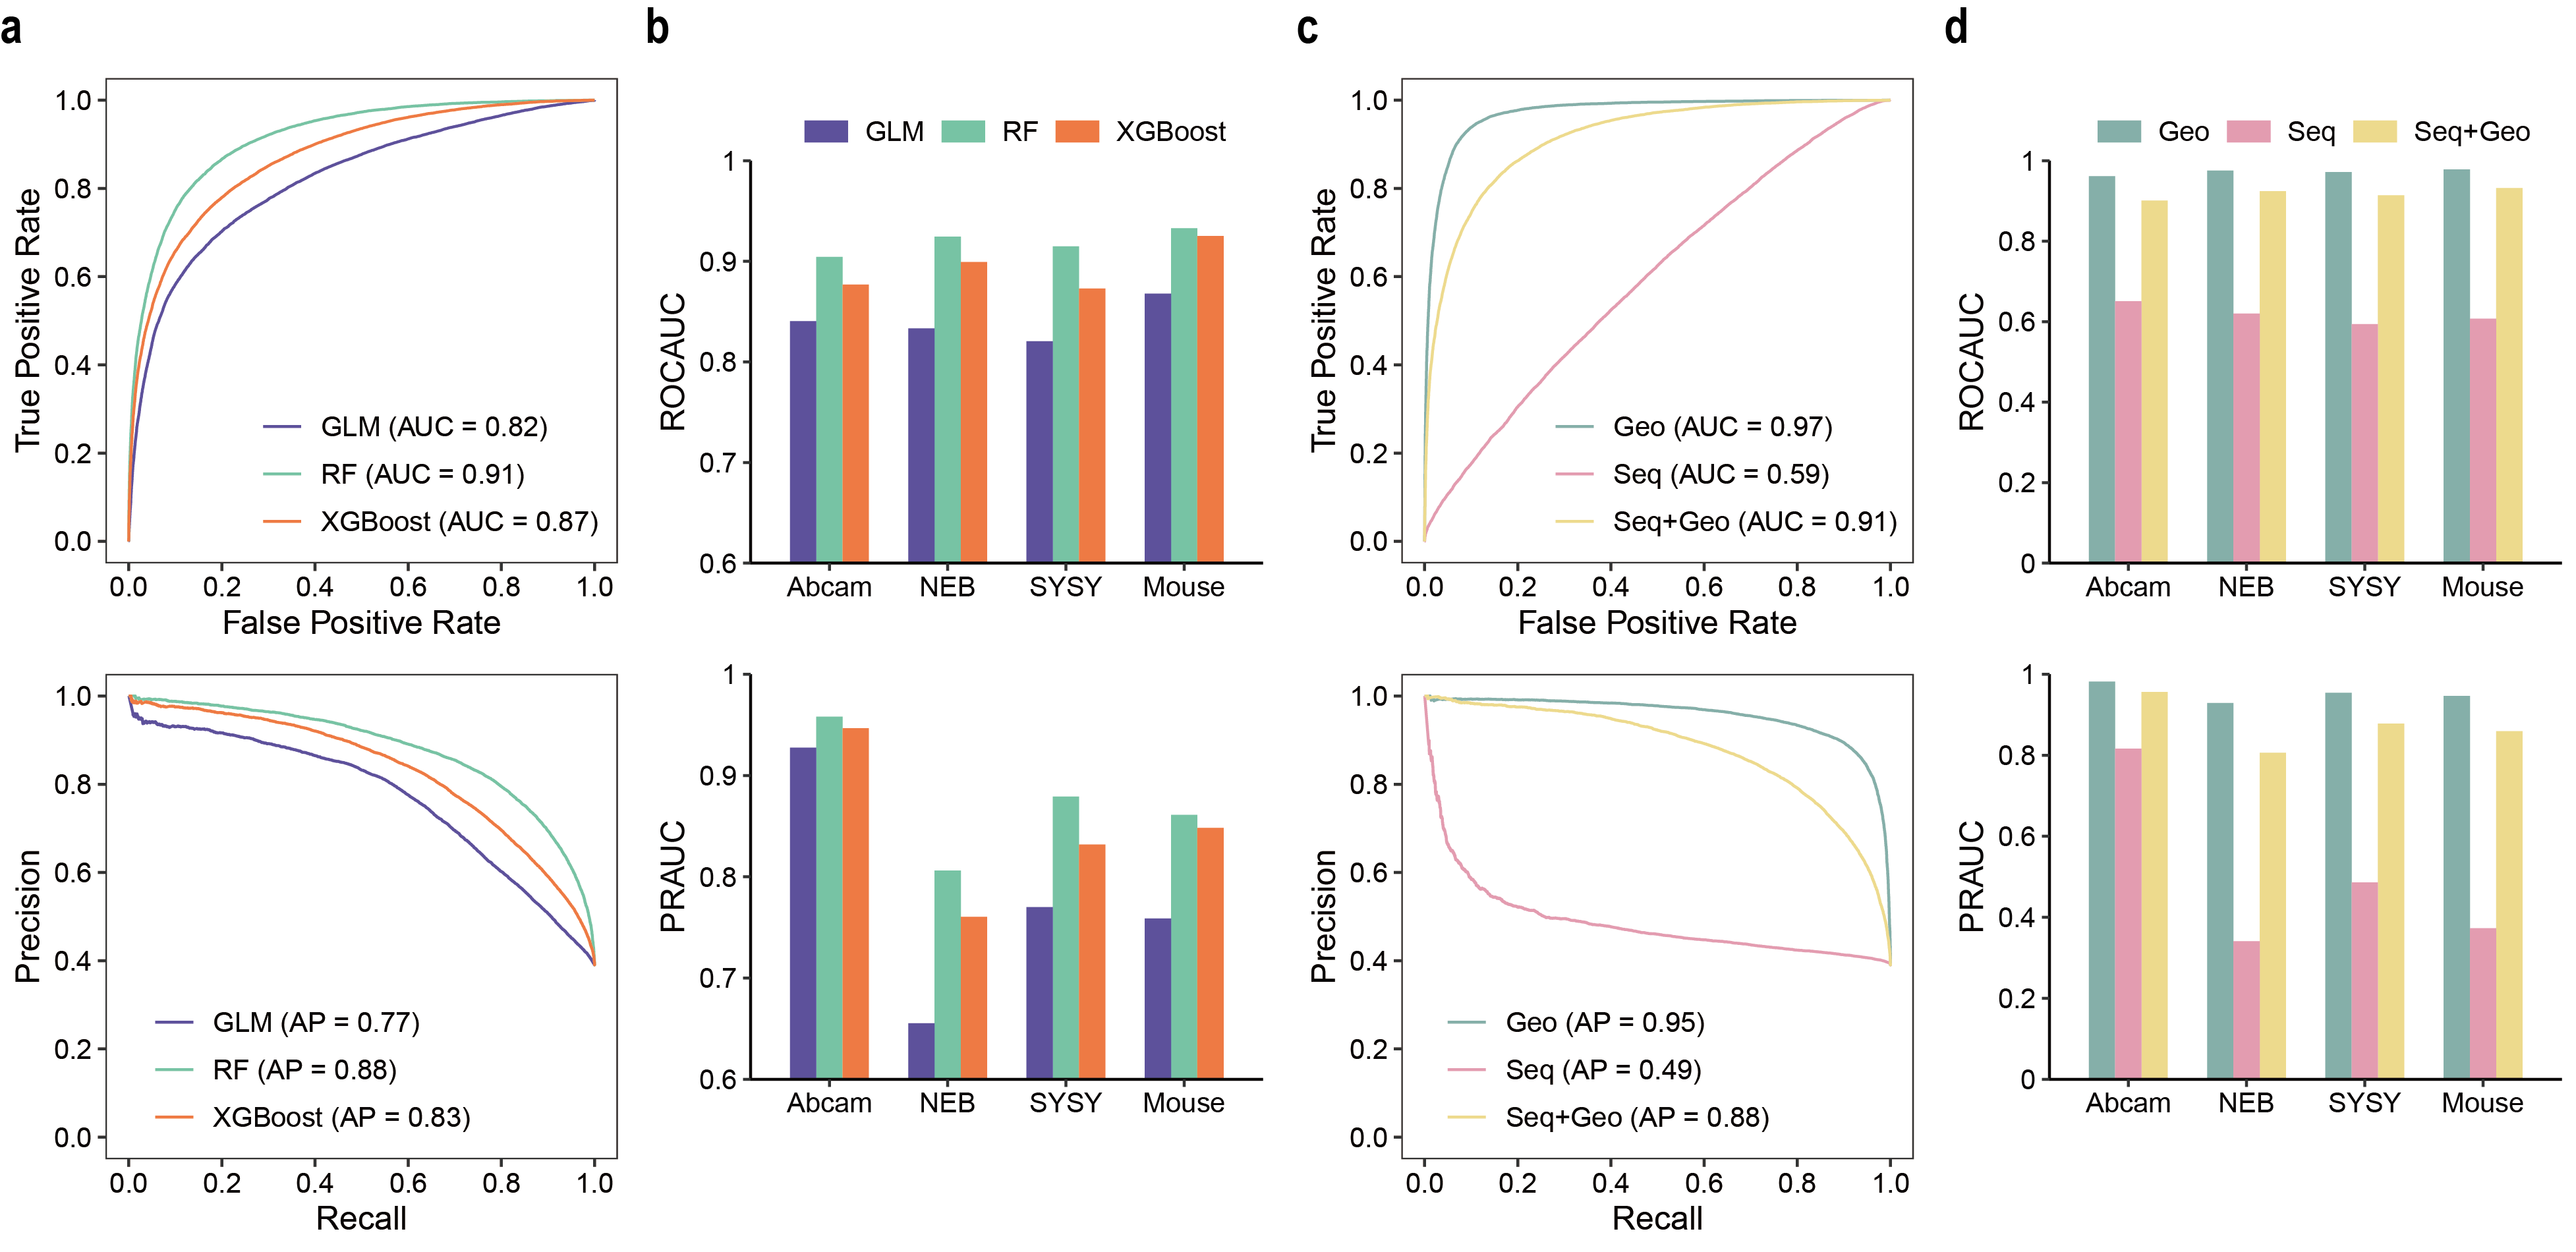 a
1.0
0.8
0.6
0.4
0.2
0.0
True Positive Rate
GLM (AUC = 0.82)
RF (AUC = 0.91)
XGBoost (AUC = 0.87)
0.0 0.2 0.4 0.6 0.8 1.0
False Positive Rate
1.0
0.8
0.6
0.4
0.2
0.0
Precision
GLM (AP = 0.77)
RF (AP = 0.88)
XGBoost (AP = 0.83)
0.0 0.2 0.4 0.6 0.8 1.0
Recall
b
GLM RF XGBoost
1
0.9
0.8
0.7
0.6
ROCAUC
Abcam NEB SYSY Mouse
1
0.9
0.8
0.7
0.6
PRAUC
Abcam NEB SYSY Mouse
c
1.0
0.8
0.6
0.4
0.2
0.0
True Positive Rate
Geo (AUC = 0.97)
Seq (AUC = 0.59)
Seq+Geo (AUC = 0.91)
0.0 0.2 0.4 0.6 0.8 1.0
False Positive Rate
1.0
0.8
0.6
0.4
0.2
0.0
Precision
Geo (AP = 0.95)
Seq (AP = 0.49)
Seq+Geo (AP = 0.88)
0.0 0.2 0.4 0.6 0.8 1.0
Recall
d
Geo Seq Seq+Geo
1
0.8
0.6
0.4
0.2
0
ROCAUC
Abcam NEB SYSY Mouse
1
0.8
0.6
0.4
0.2
0
PRAUC
Abcam NEB SYSY Mouse